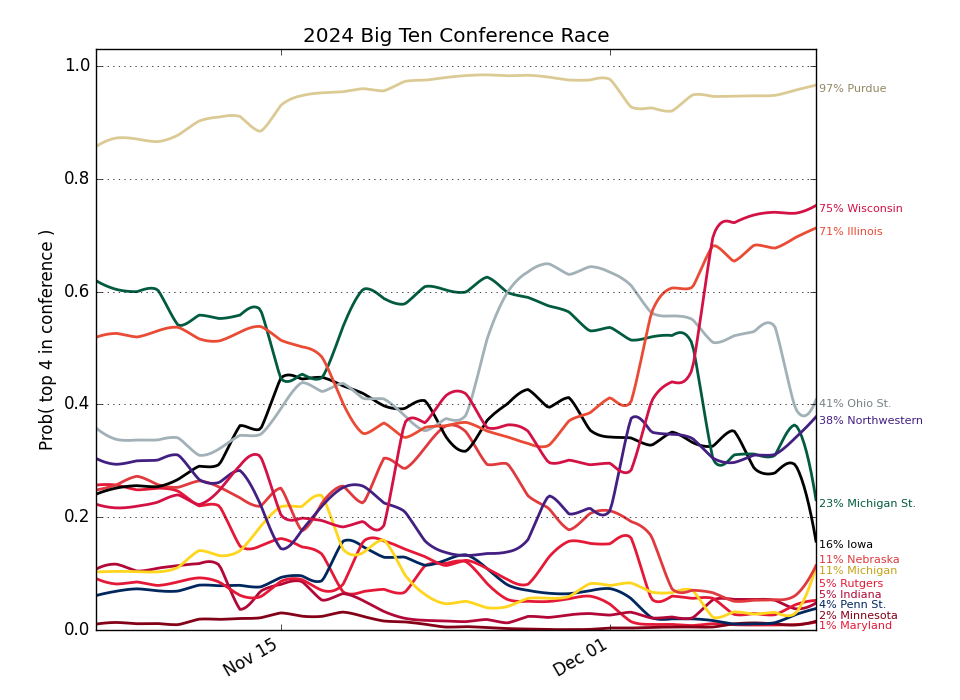 2024 Big Ten Conference Race
Prob( top 4 in conference )
1.0
0.8
0.6
0.4
0.2
0.0
Nov 15
Dec 01
97% Purdue
75% Wisconsin
71% Illinois
41% Ohio St.
38% Northwestern
23% Michigan St.
16% Iowa
11% Nebraska
11% Michigan
5% Rutgers
5% Indiana
4% Penn St.
2% Minnesota
1% Maryland